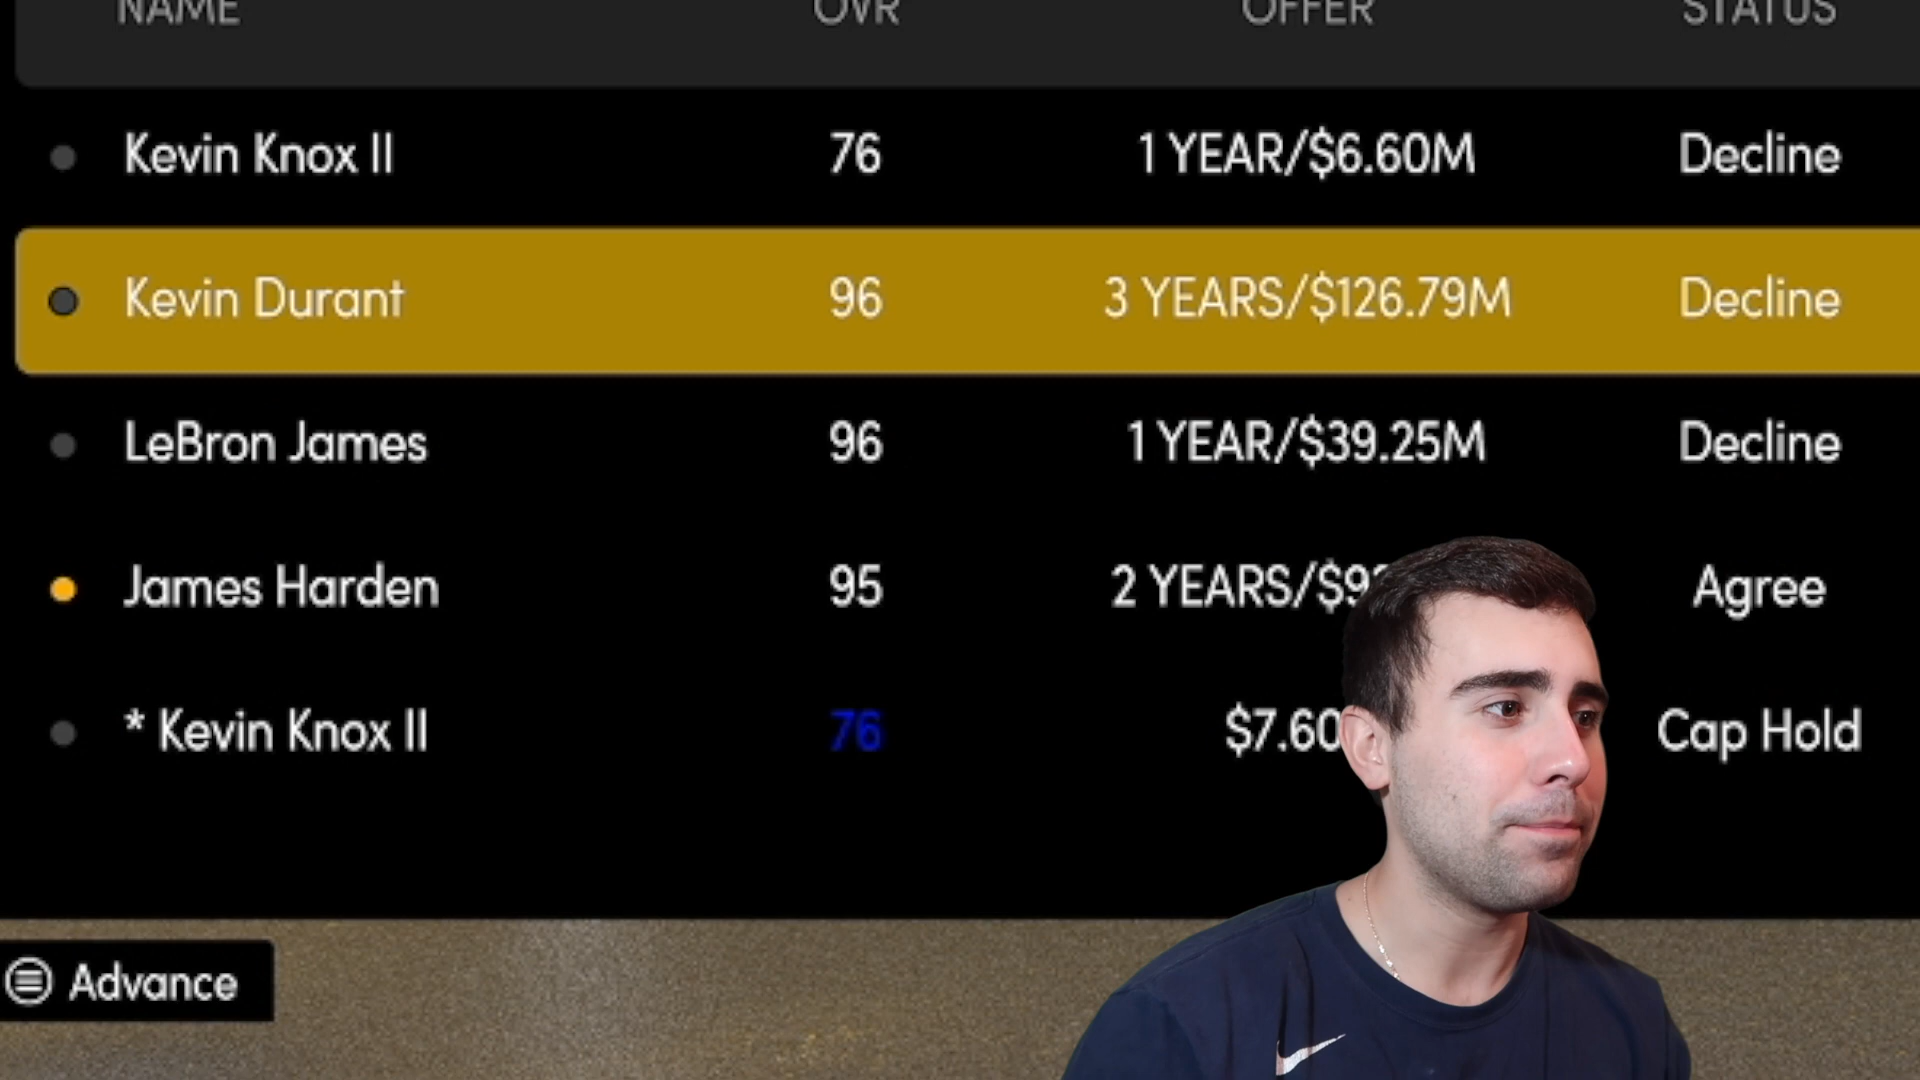 NAME OVR OFFER STATUS
Kevin Knox II 76 1 YEAR/$6.60M Decline
Kevin Durant 96 3 YEARS/$126.79M Decline
LeBron James 96 1 YEAR/$39.25M Decline
James Harden 95 2 YEARS/ Agree
* Kevin Knox II 76 $7.60 Cap Hold
Advance